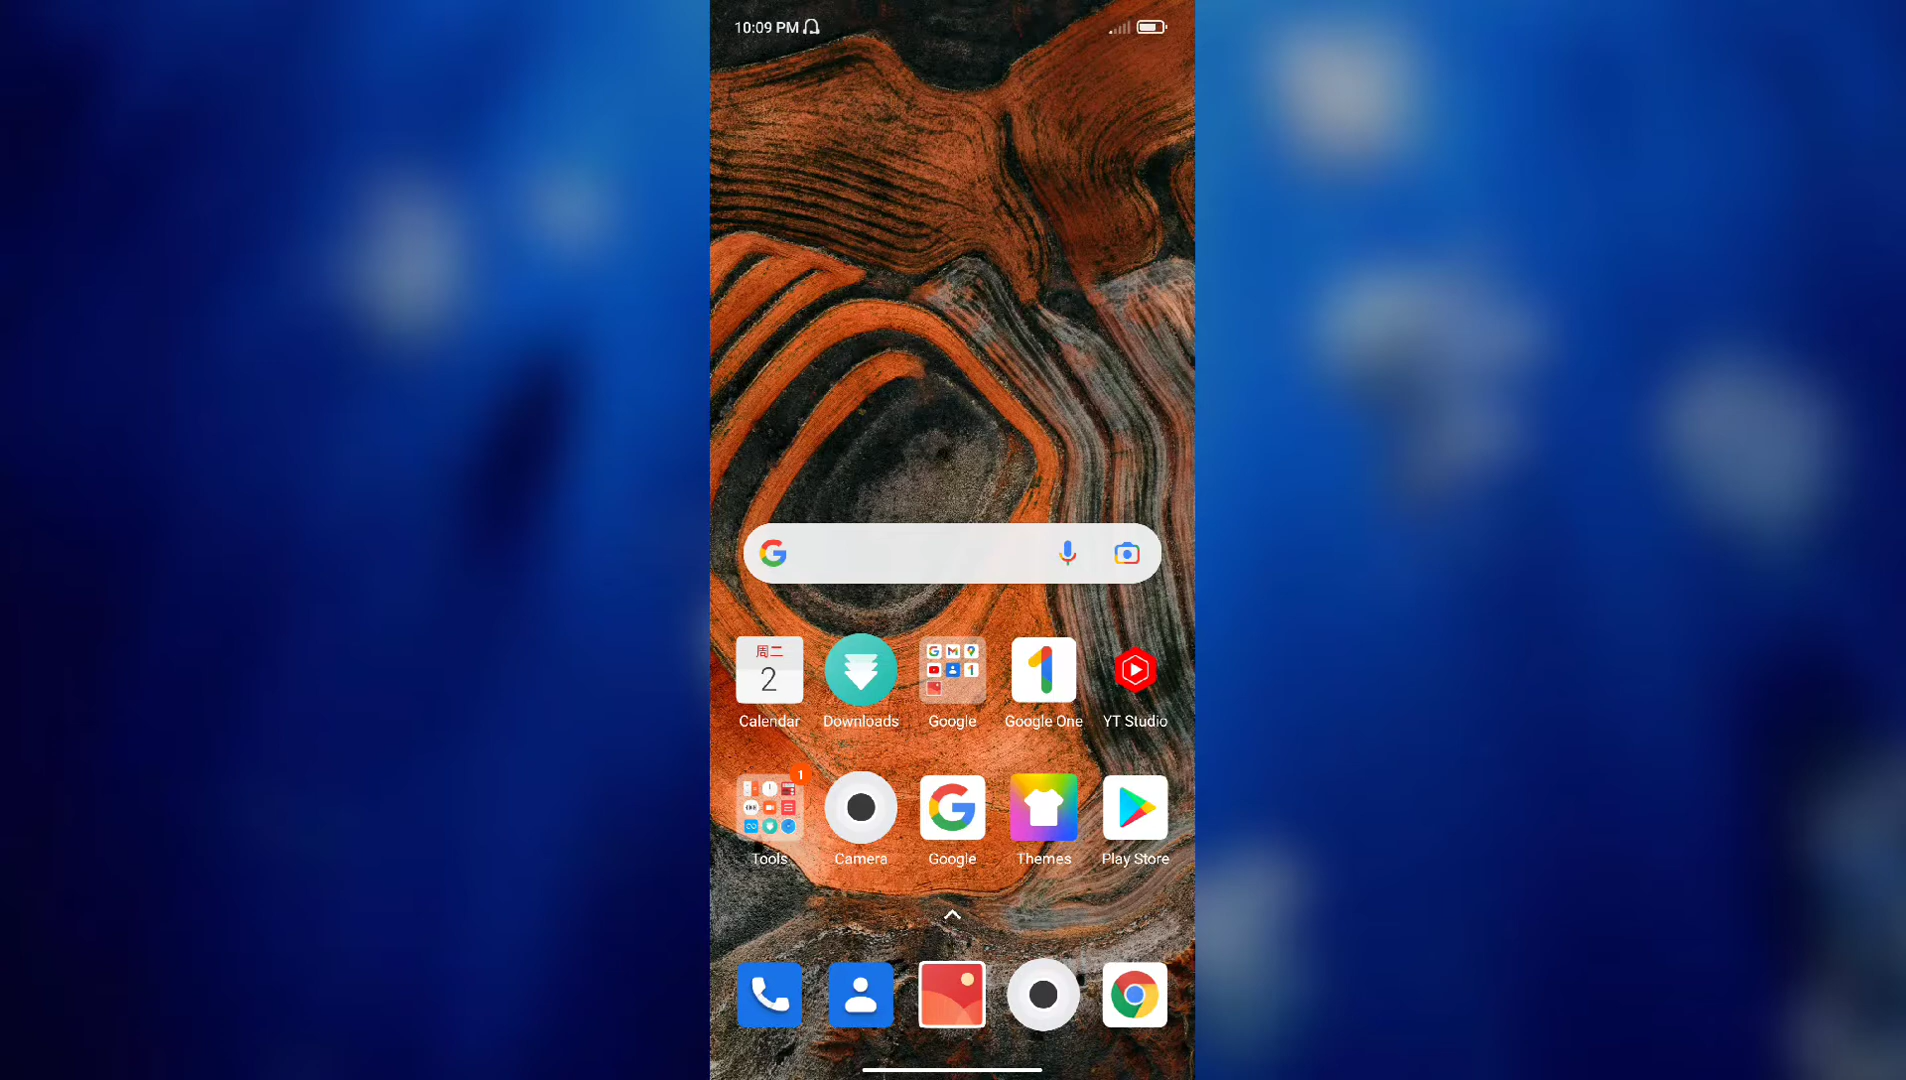 10:09 PM
周二
2
Calendar
Downloads
Google
Google One
YT Studio
1
Tools
Camera
Google
Themes
Play Store